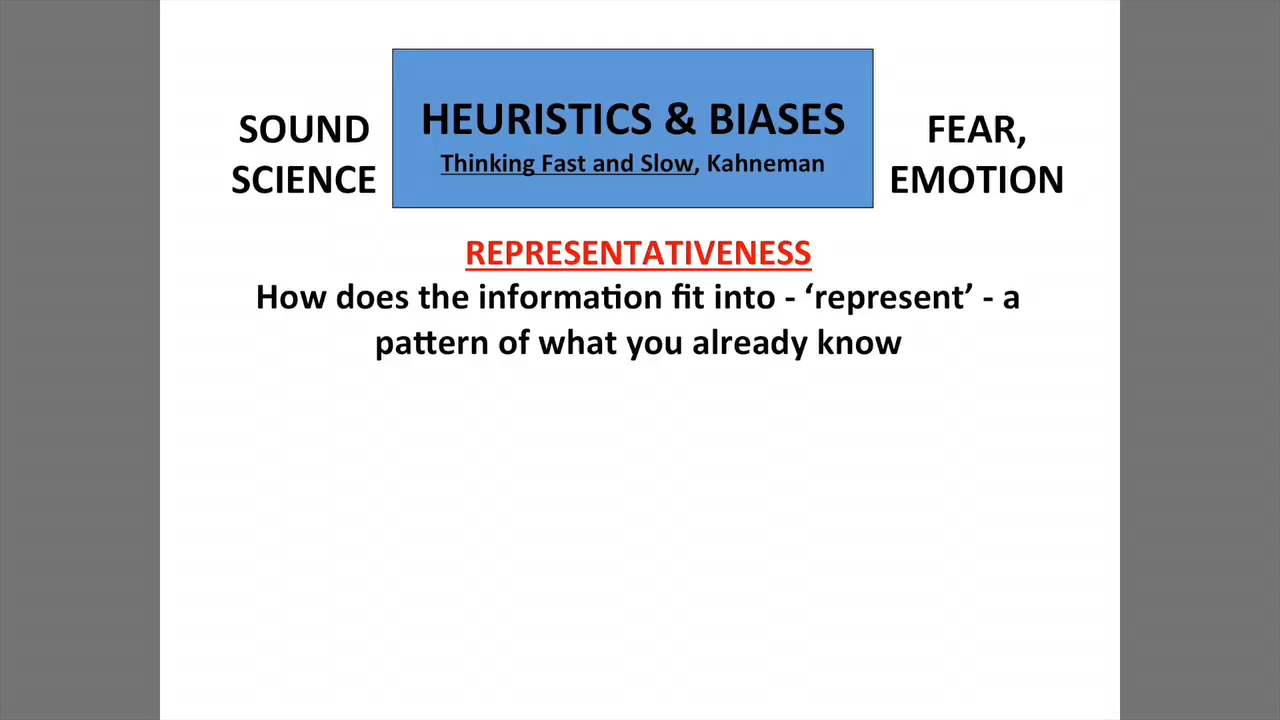 SOUND
SCIENCE
HEURISTICS & BIASES
Thinking Fast and Slow, Kahneman
FEAR,
EMOTION
REPRESENTATIVENESS
How does the information fit into - ‘represent’ - a
pattern of what you already know